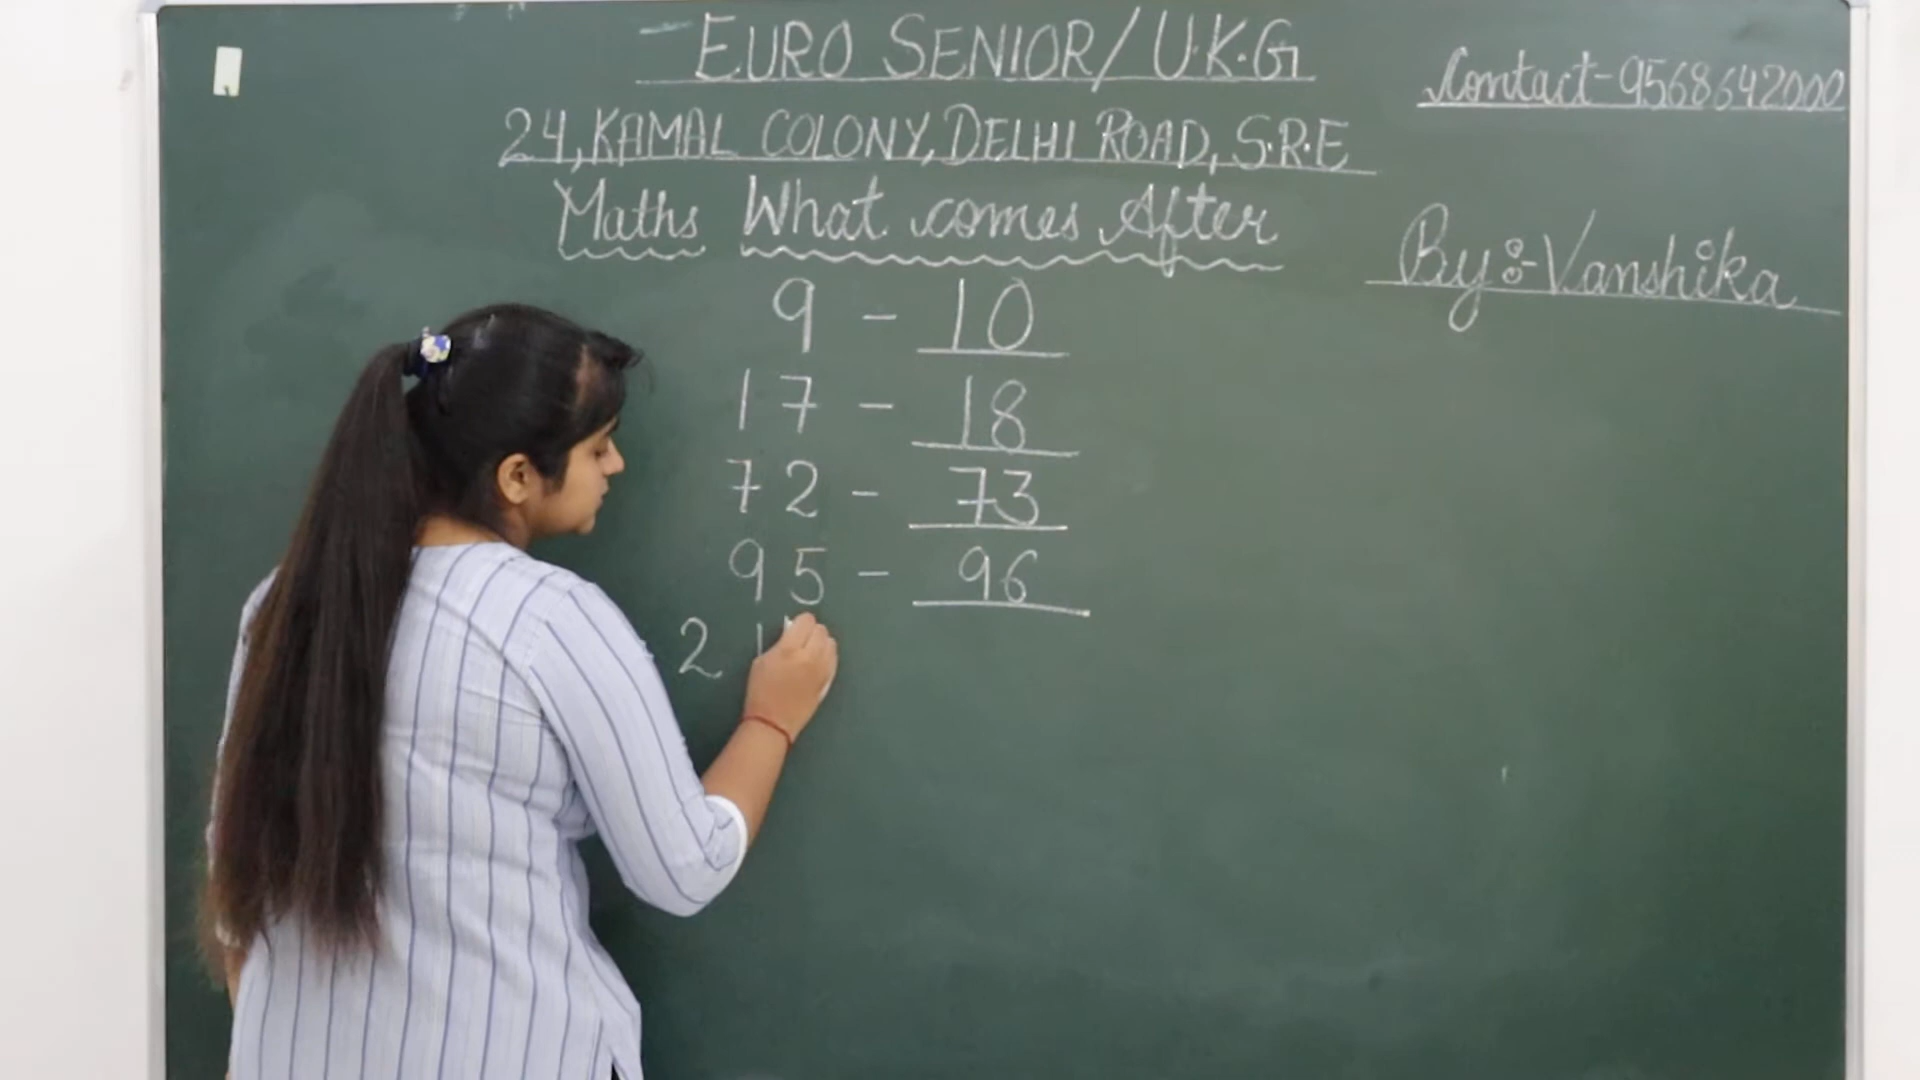 EURO SENIOR/U.K.G
Contact-9568642000
24, KAMAL COLONY, DELHI ROAD, S.R.E
Maths What comes After
By:-Vanshika
9 - 10
17 - 18
72 - 73
95 - 96
2 1